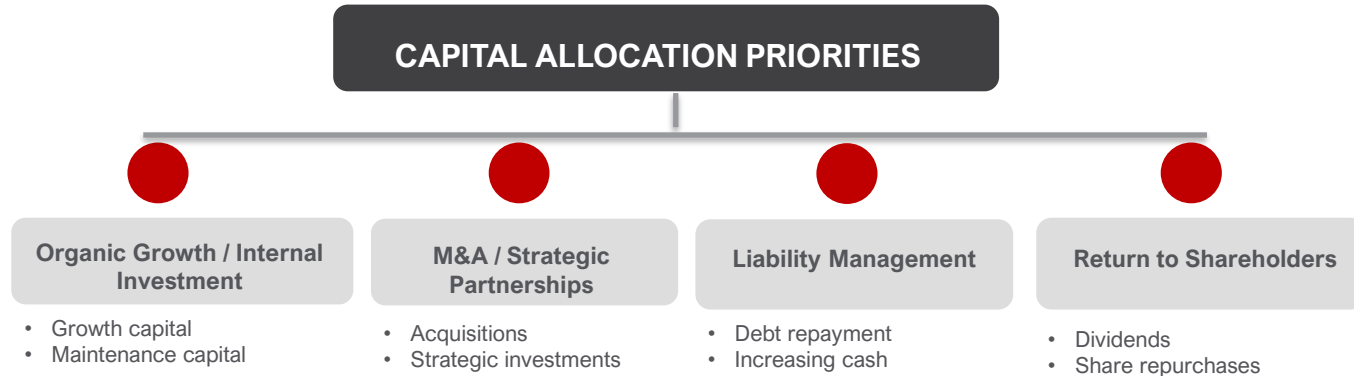 CAPITAL ALLOCATION PRIORITIES
Organic Growth / Internal
Investment
• Growth capital
• Maintenance capital
M&A / Strategic
Partnerships
• Acquisitions
• Strategic investments
Liability Management
• Debt repayment
• Increasing cash
Return to Shareholders
• Dividends
• Share repurchases